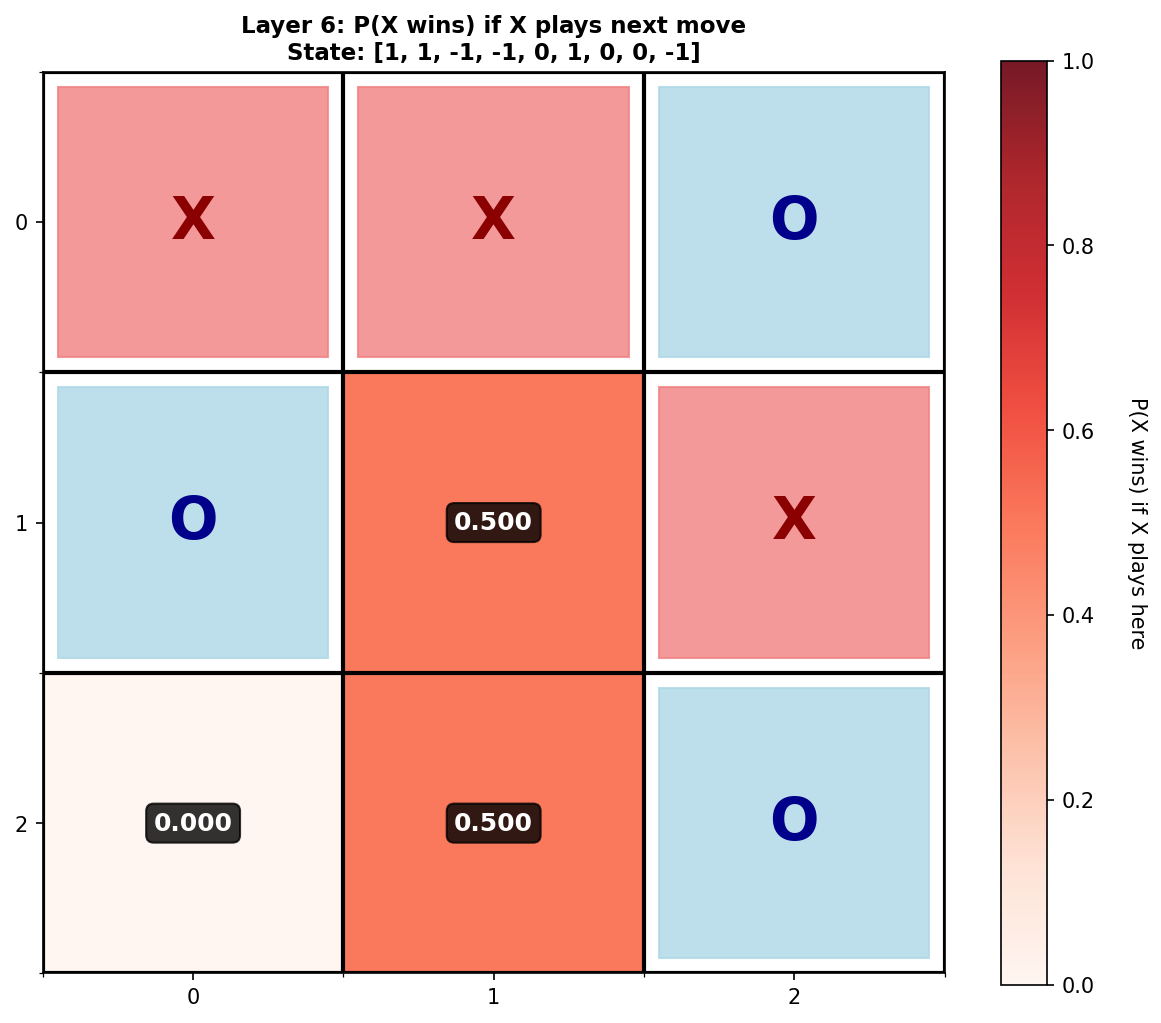 Layer 6: P(X wins) if X plays next move
State: [1, 1, -1, -1, 0, 1, 0, 0, -1]
0
X
X
O
1
O
0.500
X
2
0.000
0.500
O
0
1
2
1.0
0.8
0.6
0.4
0.2
0.0
P(X wins) if X plays here